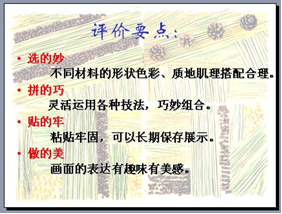 评价要点:
• 选的妙
不同材料的形状色彩、质地肌理搭配合理。
• 拼的巧
灵活运用各种技法，巧妙组合。
• 贴的牢
粘贴牢固，可以长期保存展示。
• 做的美
画面的表达有趣味有美感。